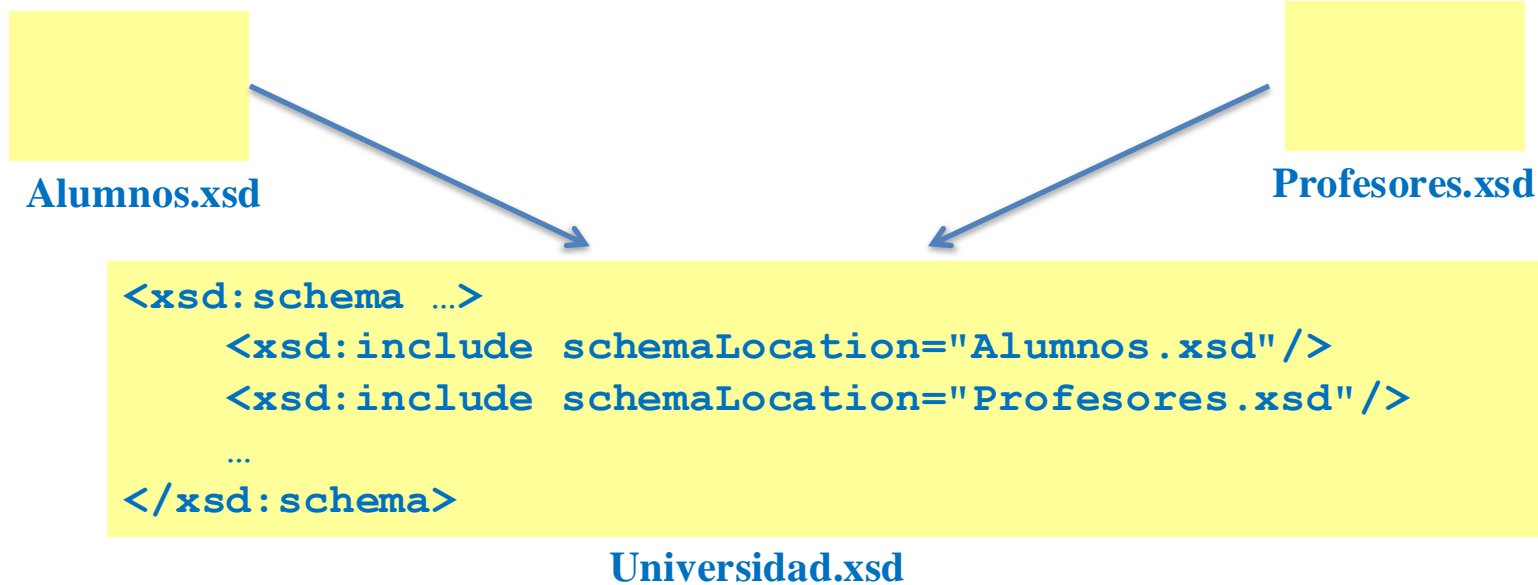 Alumnos.xsd
Profesores.xsd
<xsd:schema …>
<xsd:include schemaLocation="Alumnos.xsd"/>
<xsd:include schemaLocation="Profesores.xsd"/>
…
</xsd:schema>
Universidad.xsd